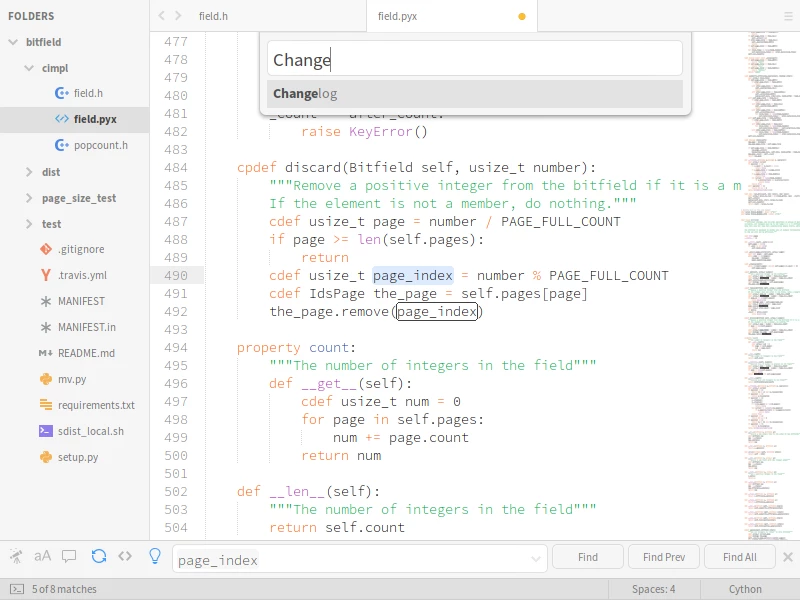 FOLDERS
bitfield
cimpl
field.h
field.pyx
popcount.h
dist
page_size_test
test
.gitignore
.travis.yml
MANIFEST
MANIFEST.in
README.md
mv.py
requirements.txt
sdist_local.sh
setup.py
field.h
field.pyx
Change
Changelog
477
478
479
480
481
482 raise KeyError()
483
484 cpdef discard(Bitfield self, usize_t number):
485 """Remove a positive integer from the bitfield if it is a m
486 If the element is not a member, do nothing."""
487 cdef usize_t page = number / PAGE_FULL_COUNT
488 if page >= len(self.pages):
489 return
490 cdef usize_t page_index = number % PAGE_FULL_COUNT
491 cdef IdsPage the_page = self.pages[page]
492 the_page.remove(page_index)
493
494 property count:
495 """The number of integers in the field"""
496 def __get__(self):
497 cdef usize_t num = 0
498 for page in self.pages:
499 num += page.count
500 return num
501
502 def __len__(self):
503 """The number of integers in the field"""
504 return self.count
page_index
Find
Find Prev
Find All
5 of 8 matches
Spaces: 4
Cython